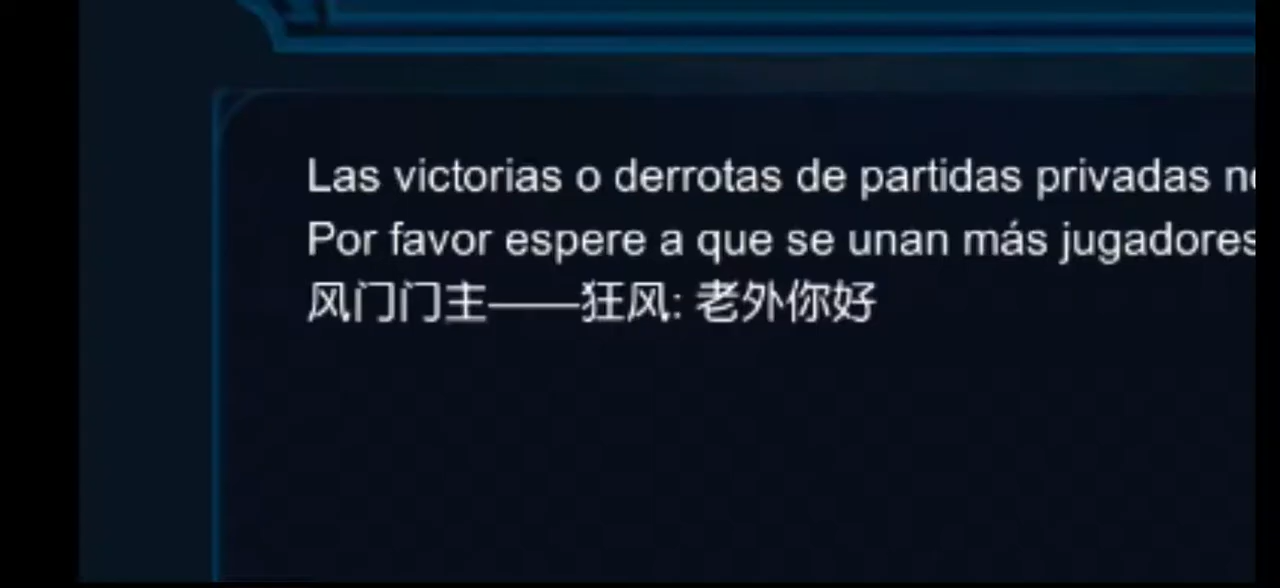 Las victorias o derrotas de partidas privadas
Por favor espere a que se unan más jugadores
风门门主——狂风: 老外你好